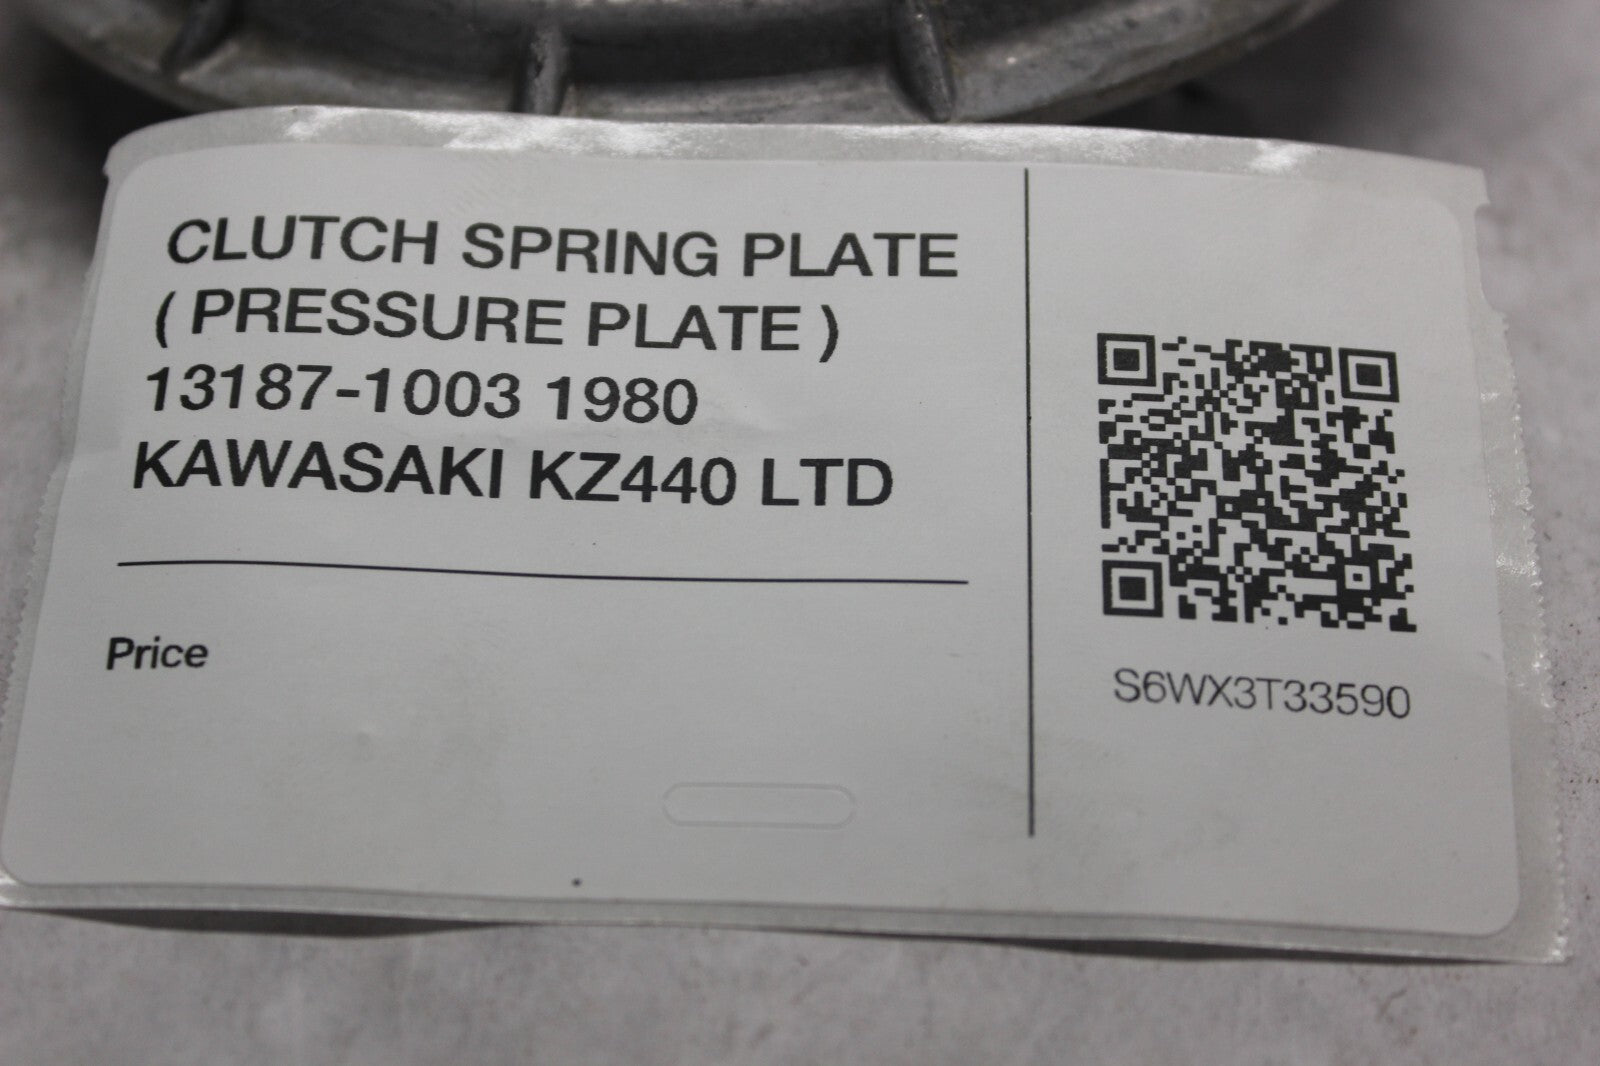 CLUTCH SPRING PLATE
( PRESSURE PLATE )
13187-1003 1980
KAWASAKI KZ440 LTD
Price
S6WX3T33590